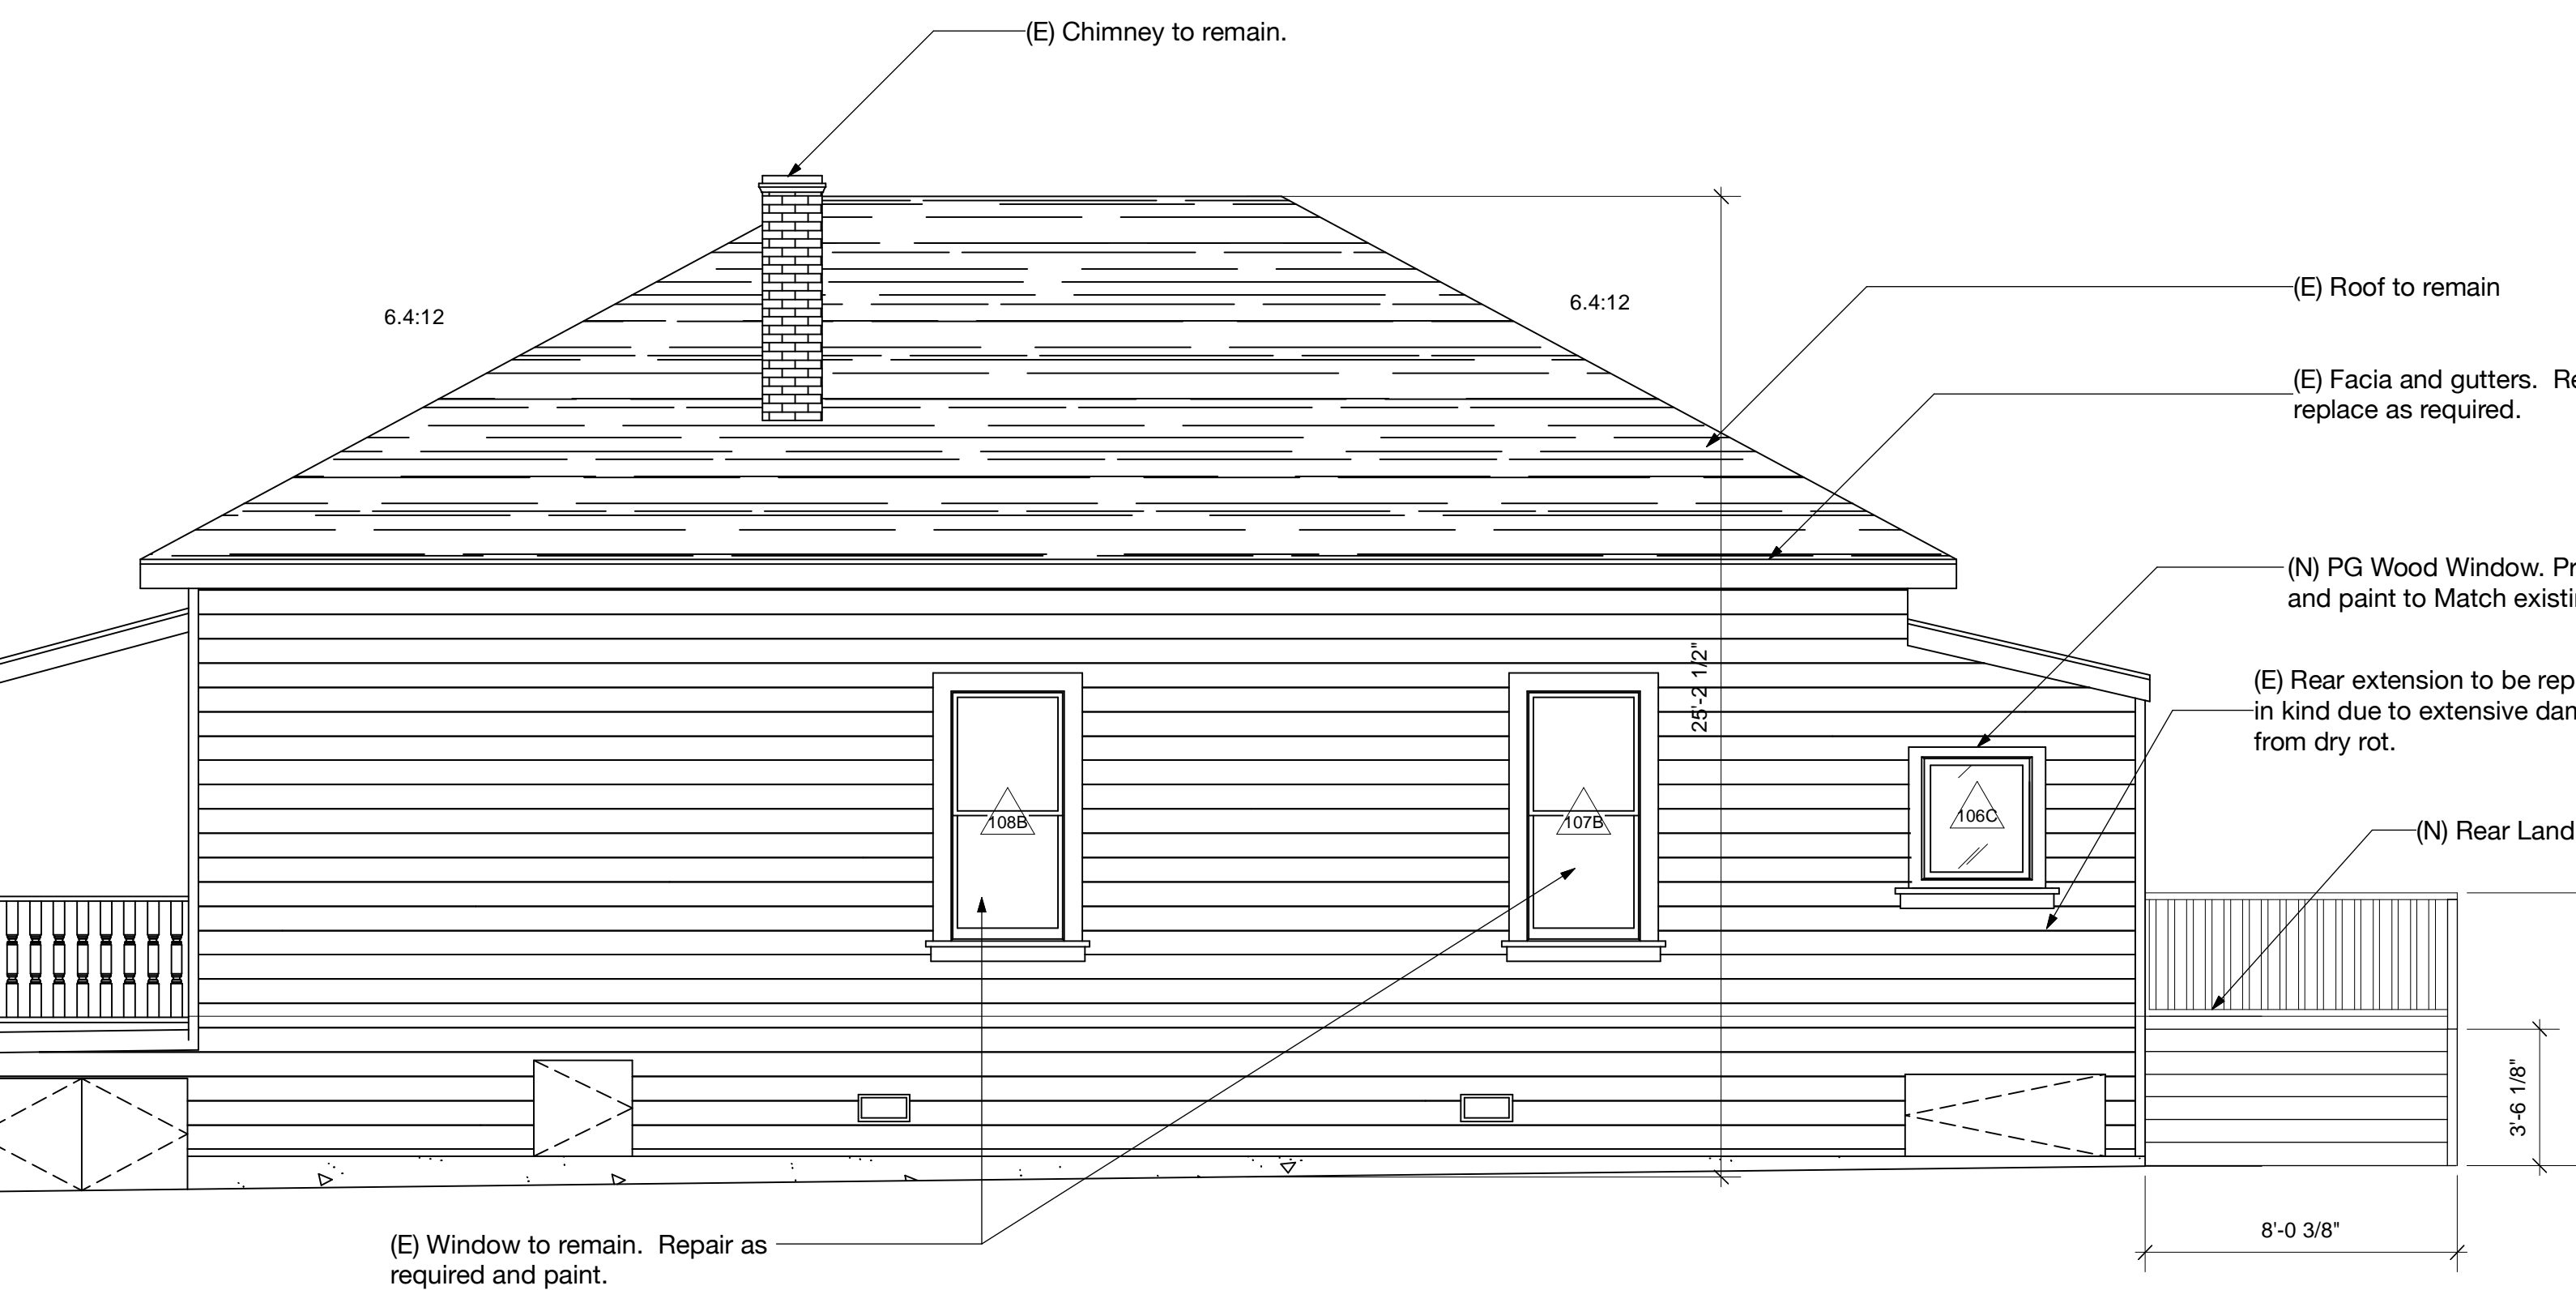 (E) Chimney to remain.
6.4:12
6.4:12
(E) Roof to remain
(E) Facia and gutters.
replace as required.
(N) PG Wood Window.
and paint to Match
25'-2 1/2"
(E) Rear extension to be
in kind due to extensive
from dry rot.
108B
107B
106C
(N) Rear
3'-6 1/8"
8'-0 3/8"
(E) Window to remain. Repair as
required and paint.